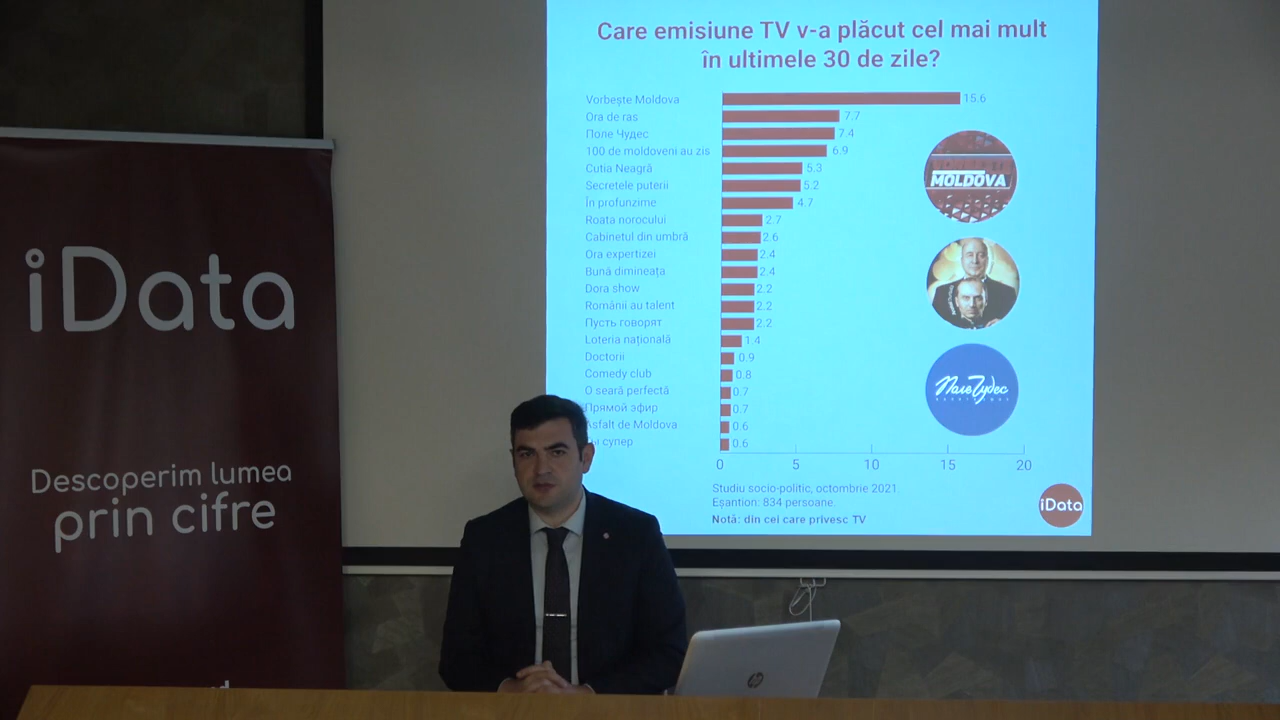 iData
Descoperim lumea
prin cifre
Care emisiune TV v-a plăcut cel mai mult
în ultimele 30 de zile?
Vorbește Moldova 15.6
Ora de ras 7.7
Поле Чудес 7.4
100 de moldoveni au zis 6.9
Cutia Neagră 5.3
Secretele puterii 5.2
În profunzime 4.7
Roata norocului 2.7
Cabinetul din umbră 2.6
Ora expertizei 2.4
Bună dimineața 2.4
Dora show 2.2
Românii au talent 2.2
Пусть говорят 2.2
Loteria națională 1.4
Doctorii 0.9
Comedy club 0.8
O seară perfectă 0.7
Прямой эфир 0.7
Asfalt de Moldova 0.6
супер 0.6
0 5 10 15 20
MOLDOVA
Поле Чудес
Studiu socio-politic, octombrie 2021
Eșantion: 834 persoane.
Notă: din cei care privesc TV
iData
hp